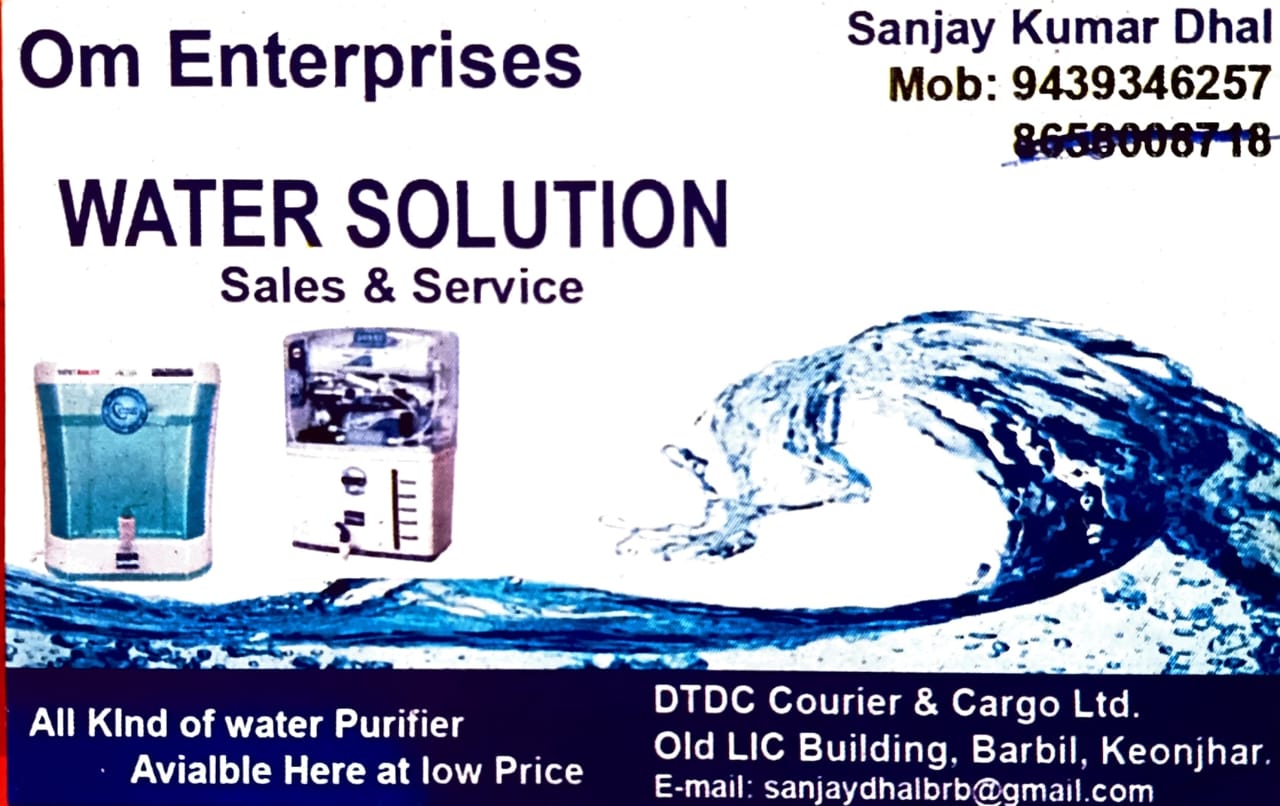 Om Enterprises
Sanjay Kumar Dhal
Mob: 9439346257
WATER SOLUTION
Sales & Service
All KInd of water Purifier
Avialble Here at low Price
DTDC Courier & Cargo Ltd.
Old LIC Building, Barbil, Keonjhar.
E-mail: sanjaydhalbrb@gmail.com